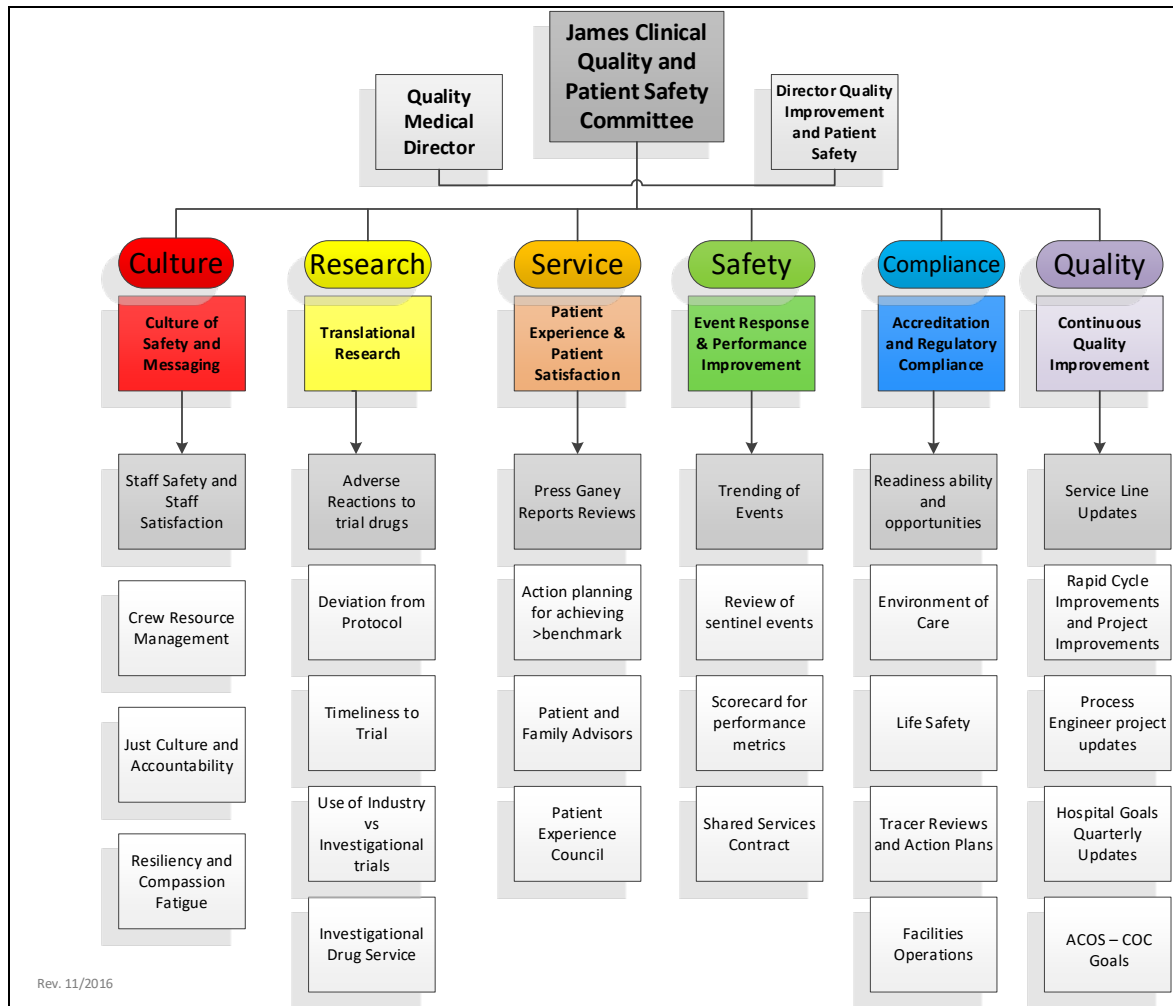 James Clinical
Quality and
Patient Safety
Committee
Quality
Medical
Director
Director Quality
Improvement
and Patient
Safety
Culture
Research
Service
Safety
Compliance
Quality
Culture of
Safety and
Messaging
Translational
Research
Patient
Experience &
Patient
Satisfaction
Event Response
& Performance
Improvement
Accreditation
and Regulatory
Compliance
Continuous
Quality
Improvement
Staff Safety and
Staff
Satisfaction
Adverse
Reactions to
trial drugs
Press Ganey
Reports Reviews
Trending of
Events
Readiness ability
and
opportunities
Service Line
Updates
Crew Resource
Management
Deviation from
Protocol
Action planning
for achieving
>benchmark
Review of
sentinel events
Environment of
Care
Rapid Cycle
Improvements
and Project
Improvements
Just Culture and
Accountability
Timeliness to
Trial
Patient and
Family Advisors
Scorecard for
performance
metrics
Life Safety
Process
Engineer project
updates
Resiliency and
Compassion
Fatigue
Use of Industry
vs
Investigational
trials
Patient
Experience
Council
Shared Services
Contract
Tracer Reviews
and Action Plans
Hospital Goals
Quarterly
Updates
Investigational
Drug Service
Facilities
Operations
ACOS – COC
Goals
Rev. 11/2016